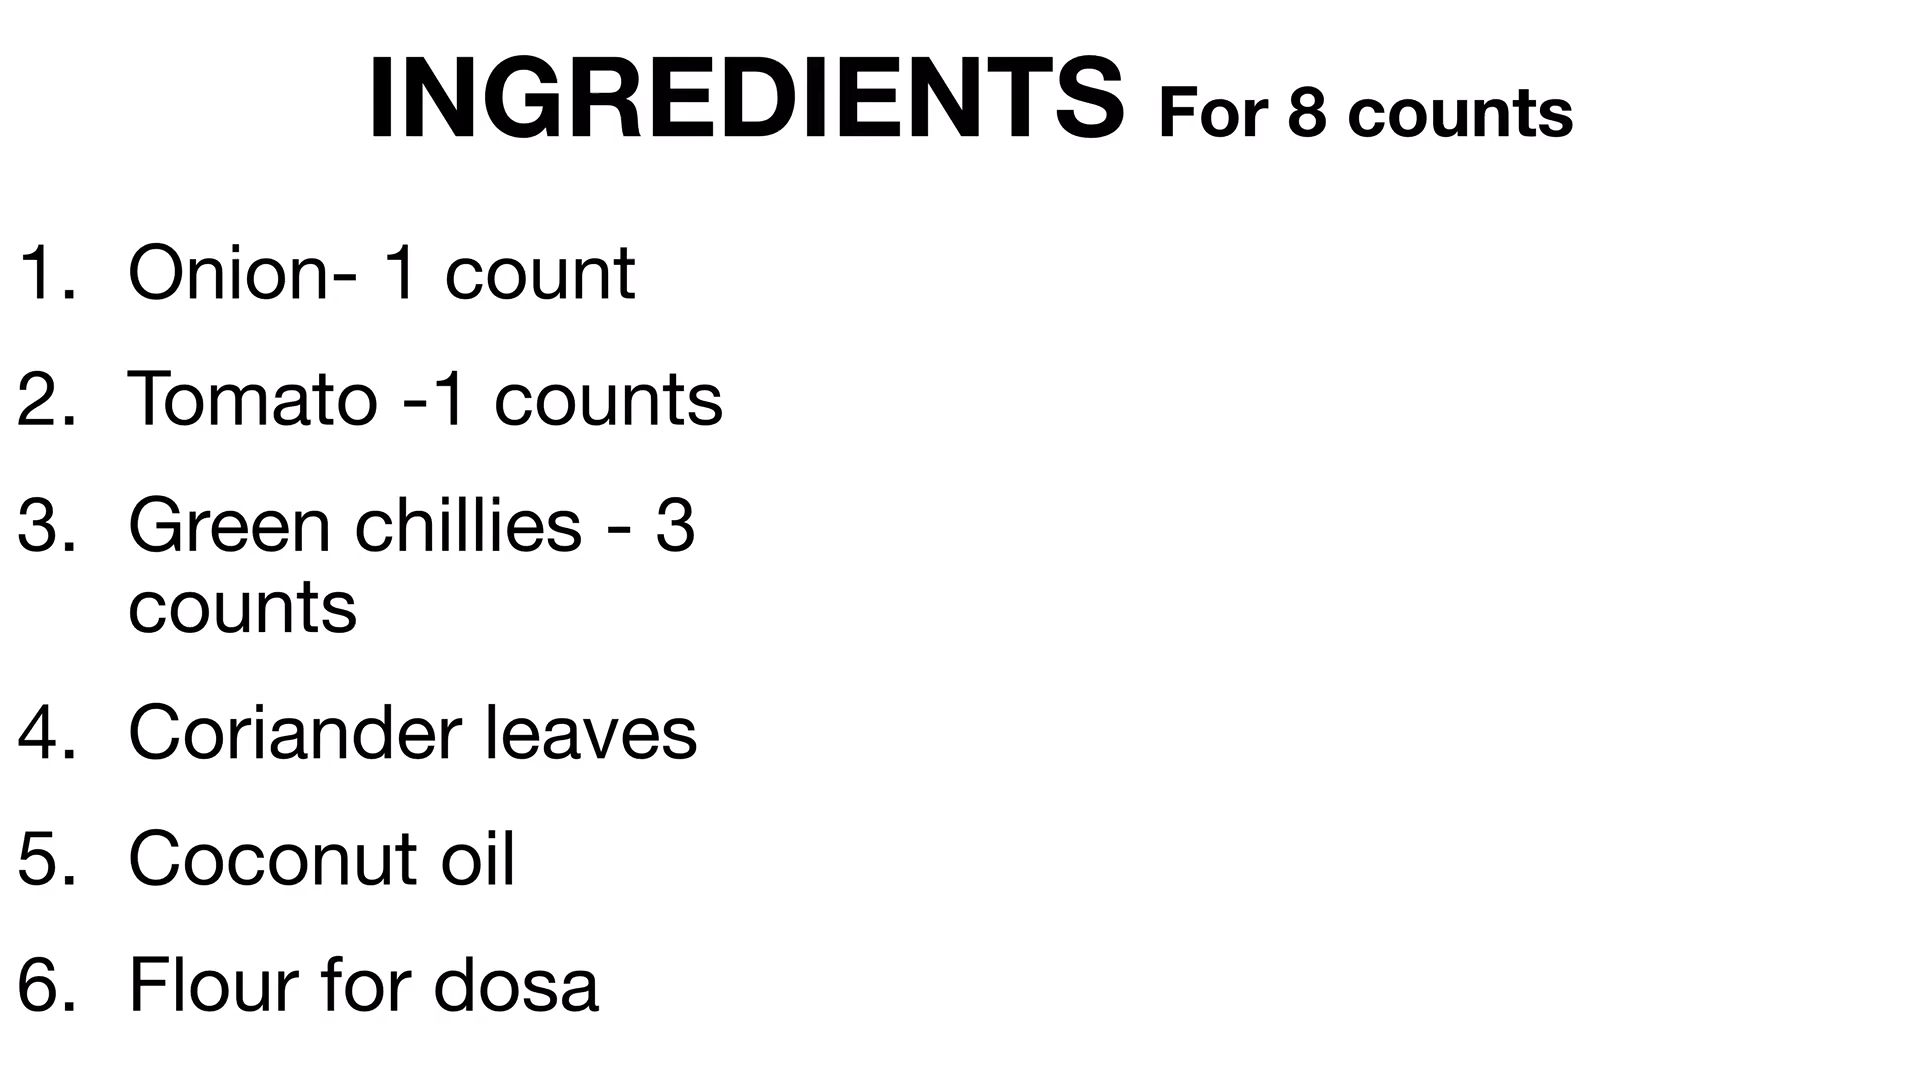 INGREDIENTS For 8 counts
1. Onion- 1 count
2. Tomato -1 counts
3. Green chillies - 3
counts
4. Coriander leaves
5. Coconut oil
6. Flour for dosa